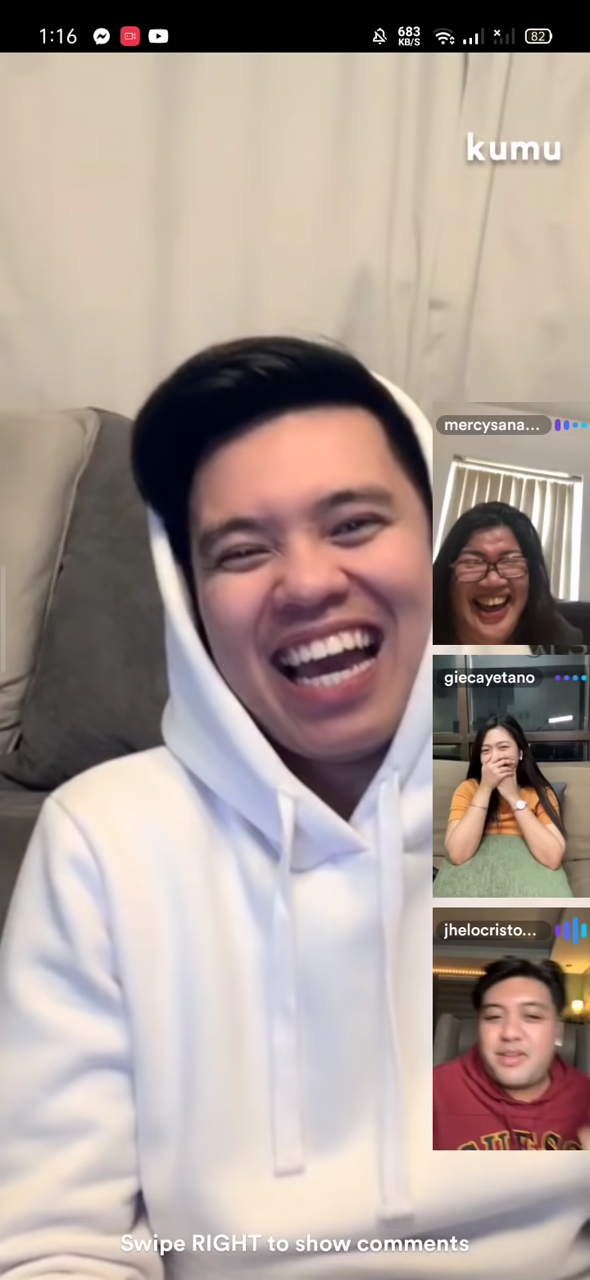 1:16
683
KB/S
82
kumu
mercysana...
giecayetano
jhelocristo...
GUESS
Swipe RIGHT to show comments